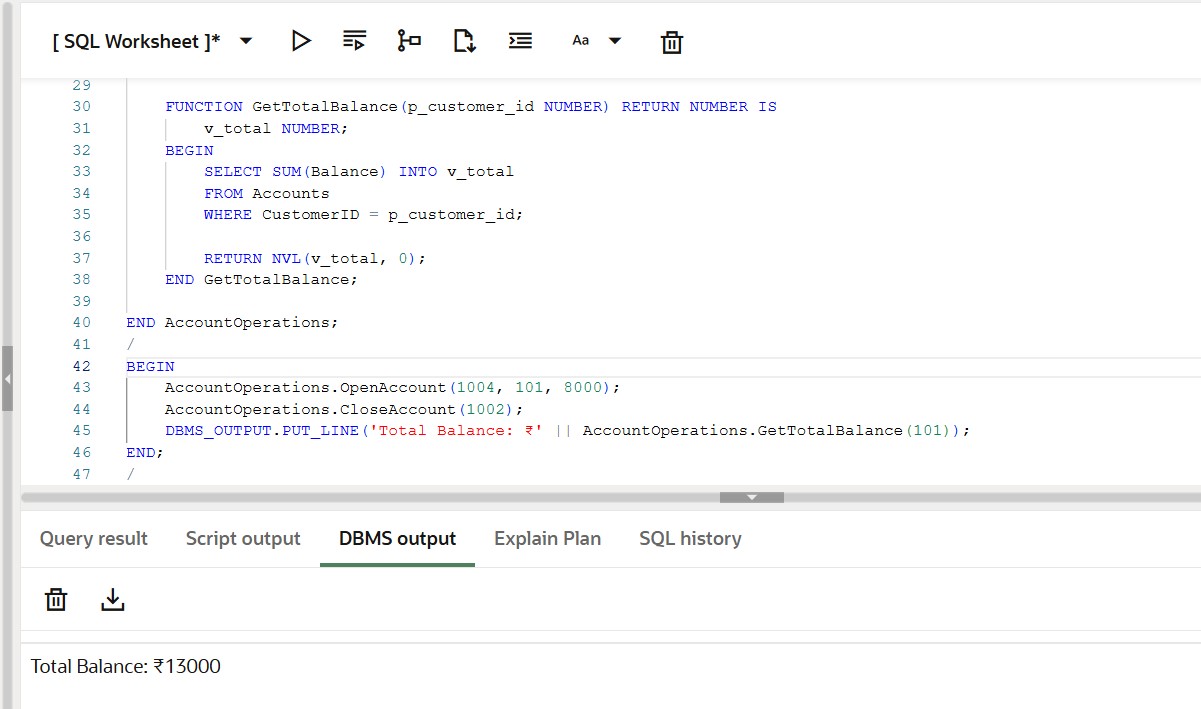 [ SQL Worksheet ]* Aa
29
30 FUNCTION GetTotalBalance(p_customer_id NUMBER) RETURN NUMBER IS
31 v_total NUMBER;
32 BEGIN
33 SELECT SUM(Balance) INTO v_total
34 FROM Accounts
35 WHERE CustomerID = p_customer_id;
36
37 RETURN NVL(v_total, 0);
38 END GetTotalBalance;
39
40 END AccountOperations;
41 /
42 BEGIN
43 AccountOperations.OpenAccount(1004, 101, 8000);
44 AccountOperations.CloseAccount(1002);
45 DBMS_OUTPUT.PUT_LINE('Total Balance: ₹' || AccountOperations.GetTotalBalance(101));
46 END;
47 /
Query result Script output DBMS output Explain Plan SQL history
Total Balance: ₹13000